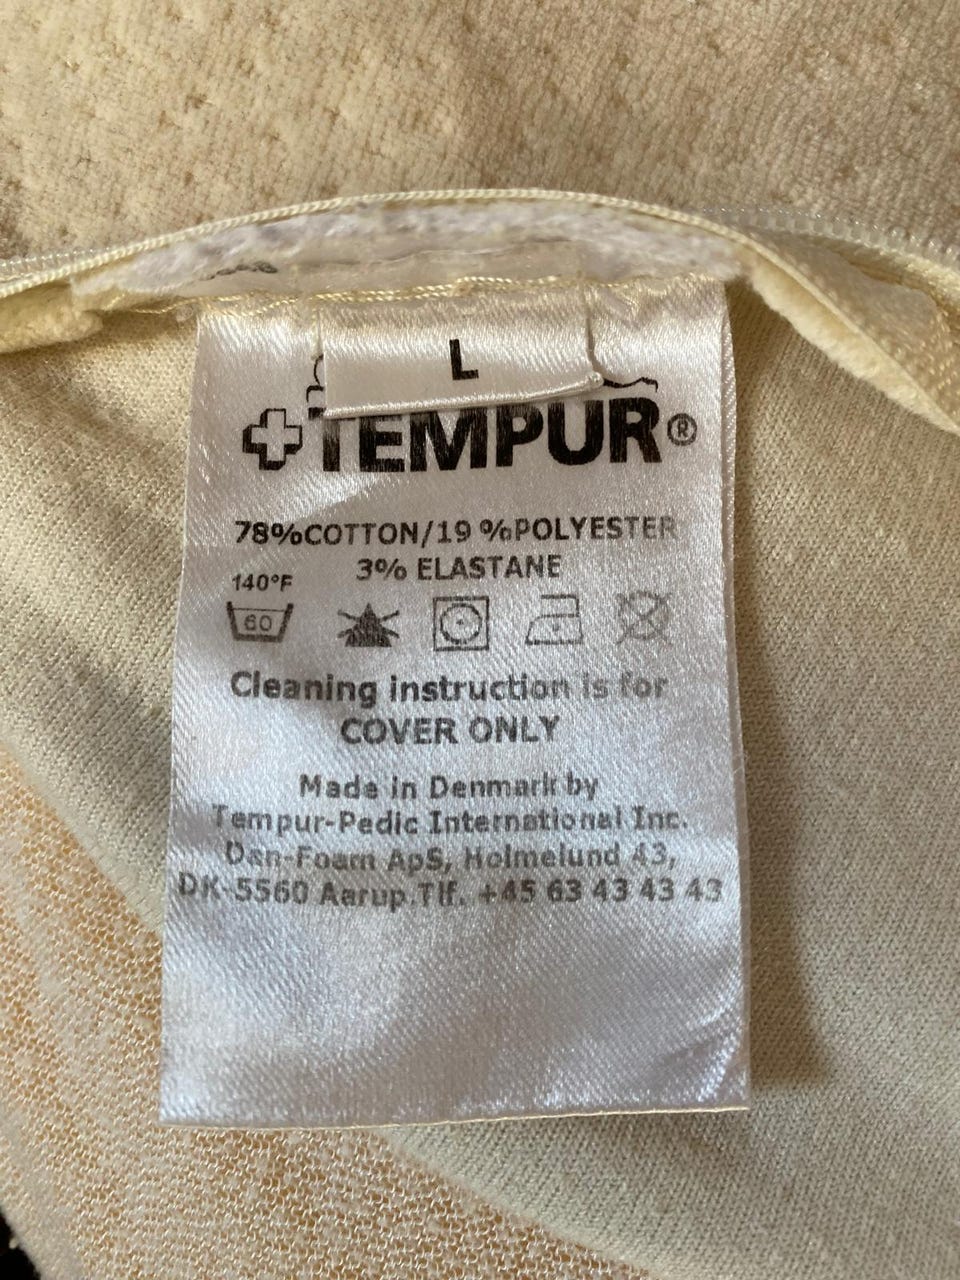 L
TEMPUR®
78%COTTON/19 %POLYESTER
3% ELASTANE
140°F
60
Cleaning instruction is for
COVER ONLY
Made in Denmark by
Tempur-Pedic International Inc.
Dan-Foam ApS, Holmelund 43,
DK-5560 Aarup.Tlf. +45 63 43 43 43